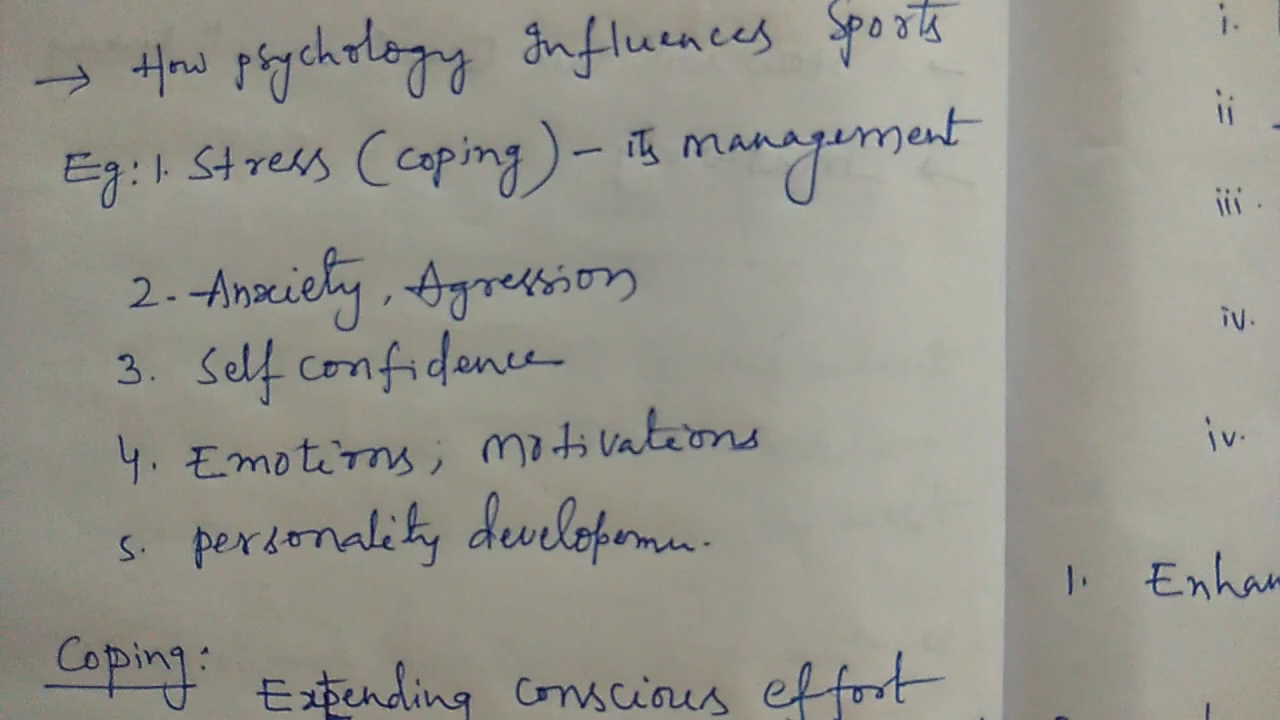 → How psychology Influences Sports
Eg: 1. Stress (coping) - its management
2. Anxiety, Agression
3. Self confidence
4. Emotions; motivations
5. personality developemn.
Coping:
Expending conscious effort
i.
ii
iii.
iv.
iv.
1. Enhan